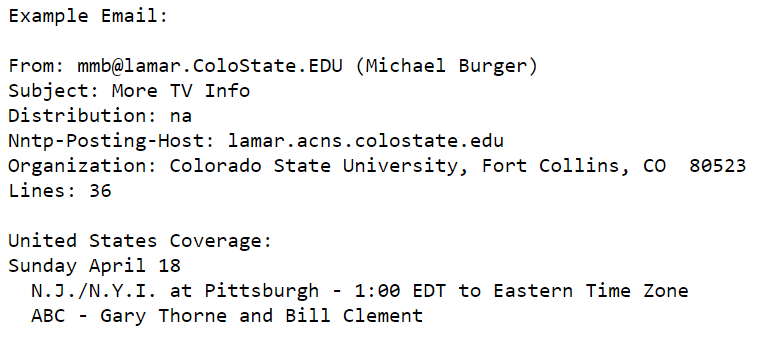 Example Email:

From: mmb@lamar.ColoState.EDU (Michael Burger)
Subject: More TV Info
Distribution: na
Nntp-Posting-Host: lamar.acns.colostate.edu
Organization: Colorado State University, Fort Collins, CO  80523
Lines: 36

United States Coverage:
Sunday April 18
  N.J./N.Y.I. at Pittsburgh - 1:00 EDT to Eastern Time Zone
  ABC - Gary Thorne and Bill Clement